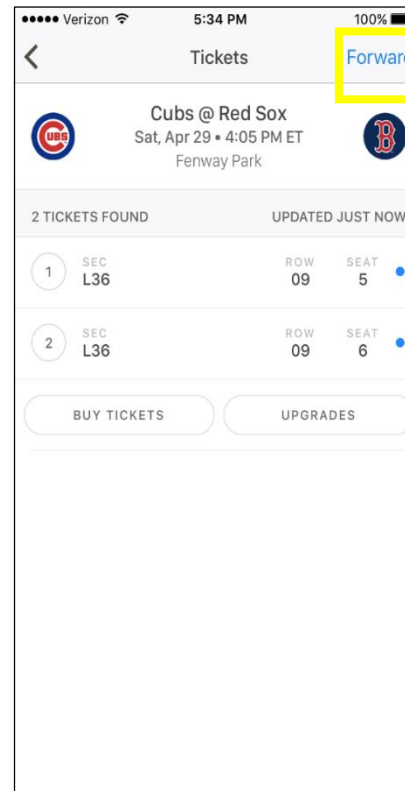 Verizon 5:34 PM 100%
Tickets Forward
CUBS Cubs @ Red Sox B
Sat, Apr 29 • 4:05 PM ET
Fenway Park
2 TICKETS FOUND UPDATED JUST NOW
1 SEC L36 ROW 09 SEAT 5
2 SEC L36 ROW 09 SEAT 6
BUY TICKETS UPGRADES